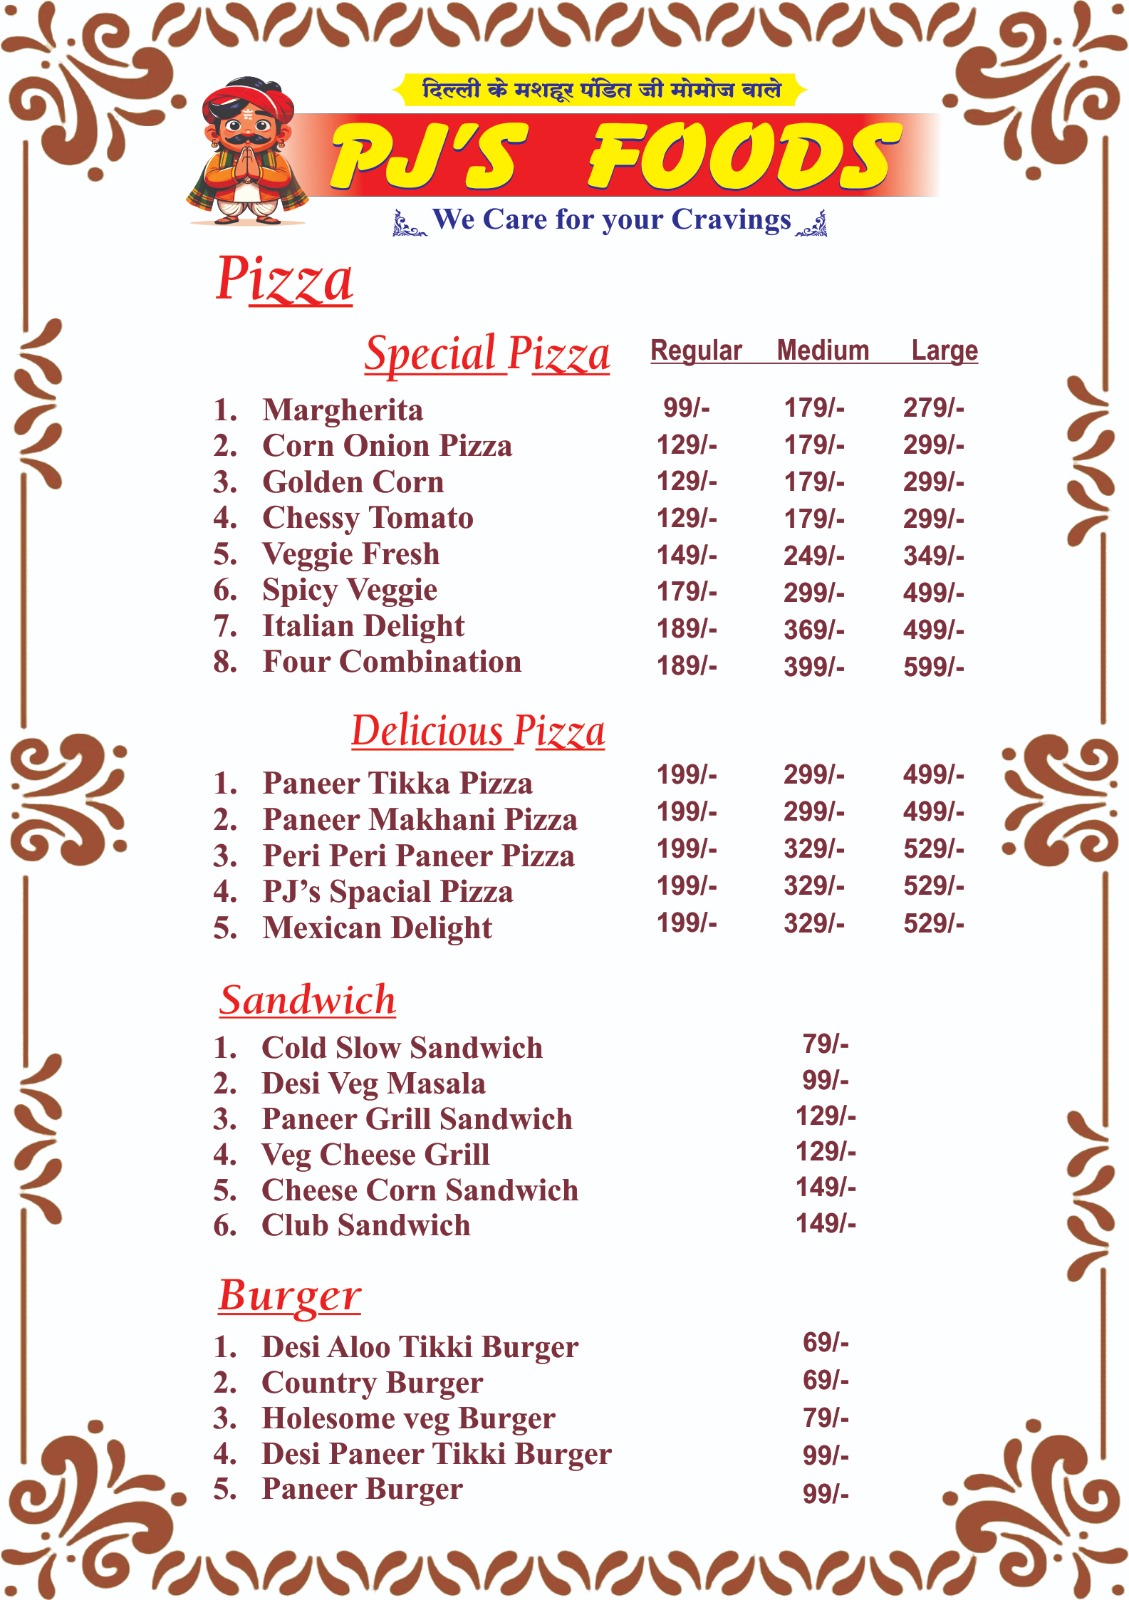 दिल्ली के मशहूर पंडित जी मोमोज वाले
PJ'S FOODS
We Care for your Cravings
Pizza
Special Pizza Regular Medium Large
1. Margherita 99/- 179/- 279/-
2. Corn Onion Pizza 129/- 179/- 299/-
3. Golden Corn 129/- 179/- 299/-
4. Chessy Tomato 129/- 179/- 299/-
5. Veggie Fresh 149/- 249/- 349/-
6. Spicy Veggie 179/- 299/- 499/-
7. Italian Delight 189/- 369/- 499/-
8. Four Combination 189/- 399/- 599/-
Delicious Pizza
1. Paneer Tikka Pizza 199/- 299/- 499/-
2. Paneer Makhani Pizza 199/- 299/- 499/-
3. Peri Peri Paneer Pizza 199/- 329/- 529/-
4. PJ’s Spacial Pizza 199/- 329/- 529/-
5. Mexican Delight 199/- 329/- 529/-
Sandwich
1. Cold Slow Sandwich 79/-
2. Desi Veg Masala 99/-
3. Paneer Grill Sandwich 129/-
4. Veg Cheese Grill 129/-
5. Cheese Corn Sandwich 149/-
6. Club Sandwich 149/-
Burger
1. Desi Aloo Tikki Burger 69/-
2. Country Burger 69/-
3. Holesome veg Burger 79/-
4. Desi Paneer Tikki Burger 99/-
5. Paneer Burger 99/-